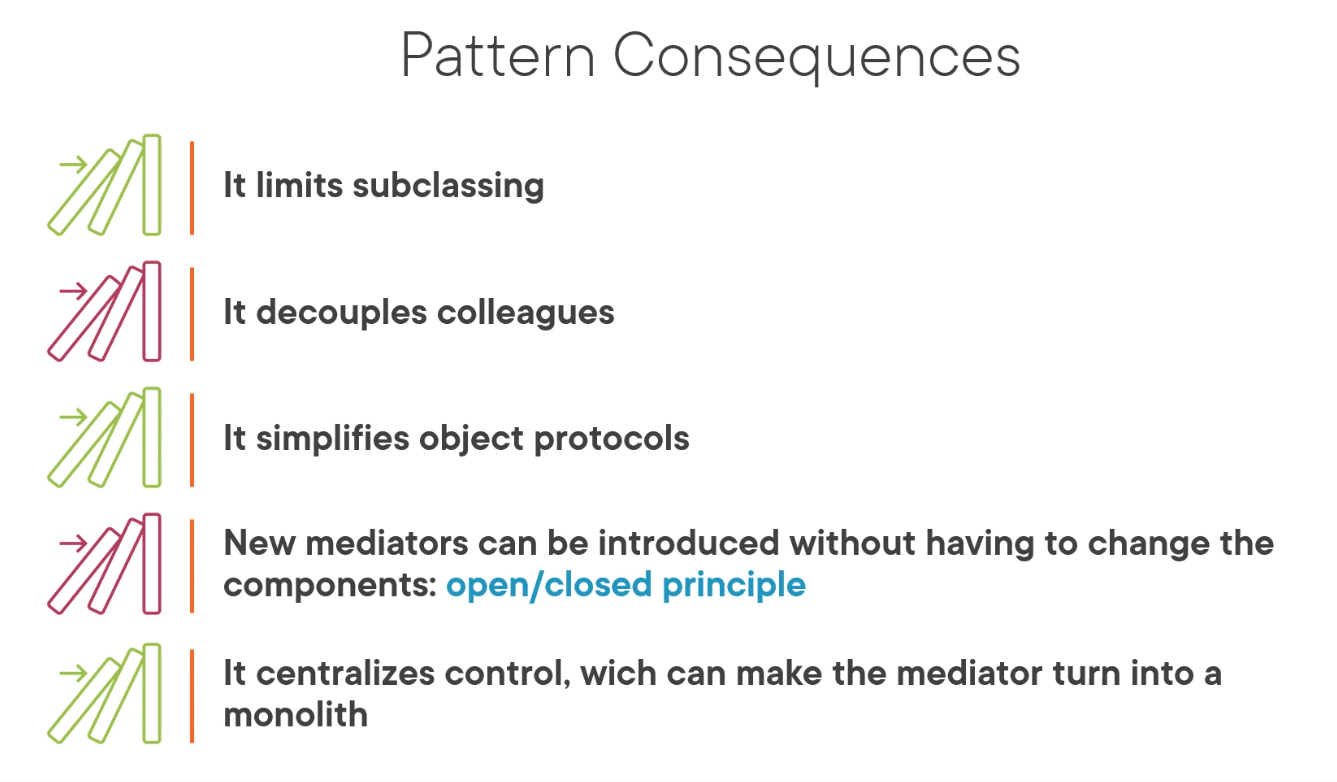 Pattern Consequences
It limits subclassing
It decouples colleagues
It simplifies object protocols
New mediators can be introduced without having to change the
components: open/closed principle
It centralizes control, wich can make the mediator turn into a
monolith